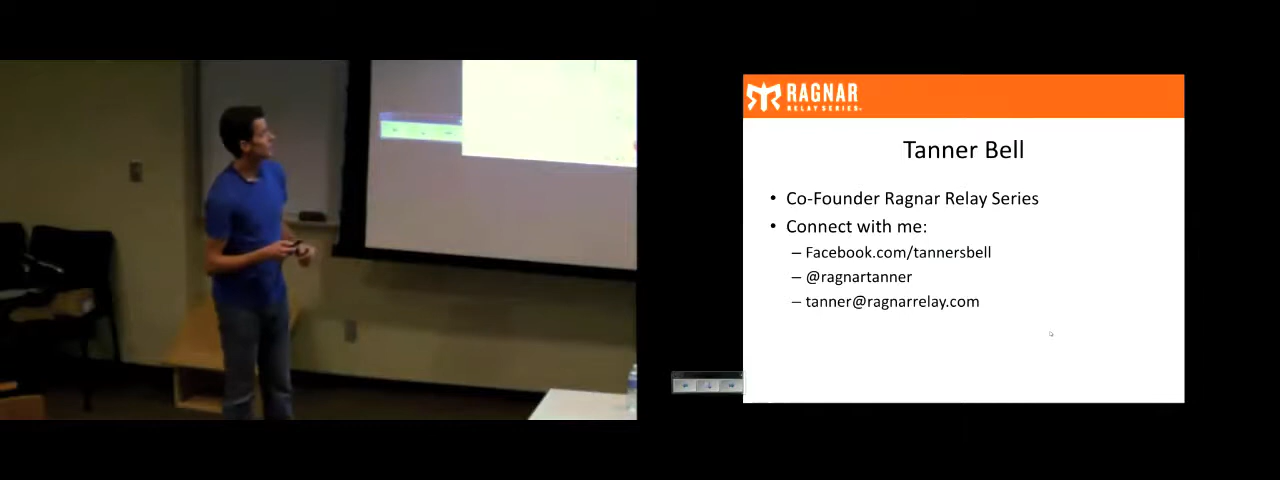 RAGNAR
RELAY SERIES
Tanner Bell
• Co-Founder Ragnar Relay Series
• Connect with me:
– Facebook.com/tannersbell
– @ragnartanner
– tanner@ragnarrelay.com